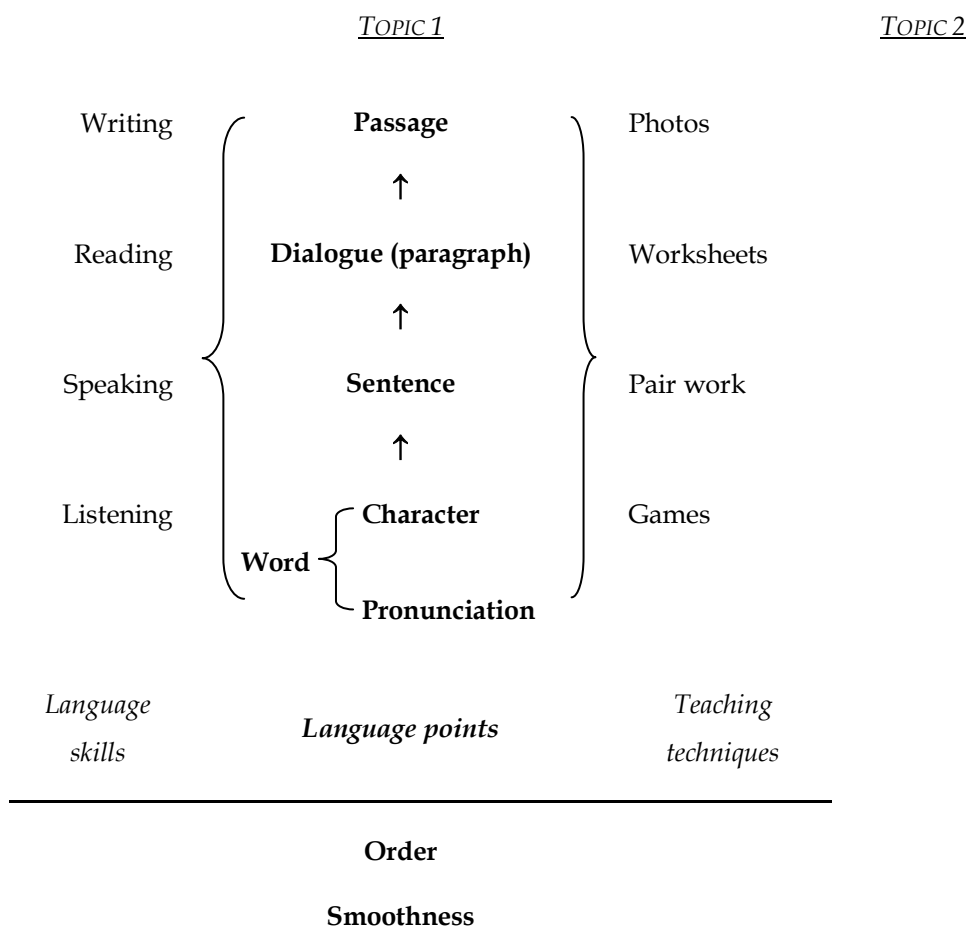 TOPIC 1 TOPIC 2
Writing Passage Photos
↑
Reading Dialogue (paragraph) Worksheets
↑
Speaking Sentence Pair work
↑
Listening Character Games
Word
Pronunciation
Language Teaching
Language points
skills techniques
Order
Smoothness